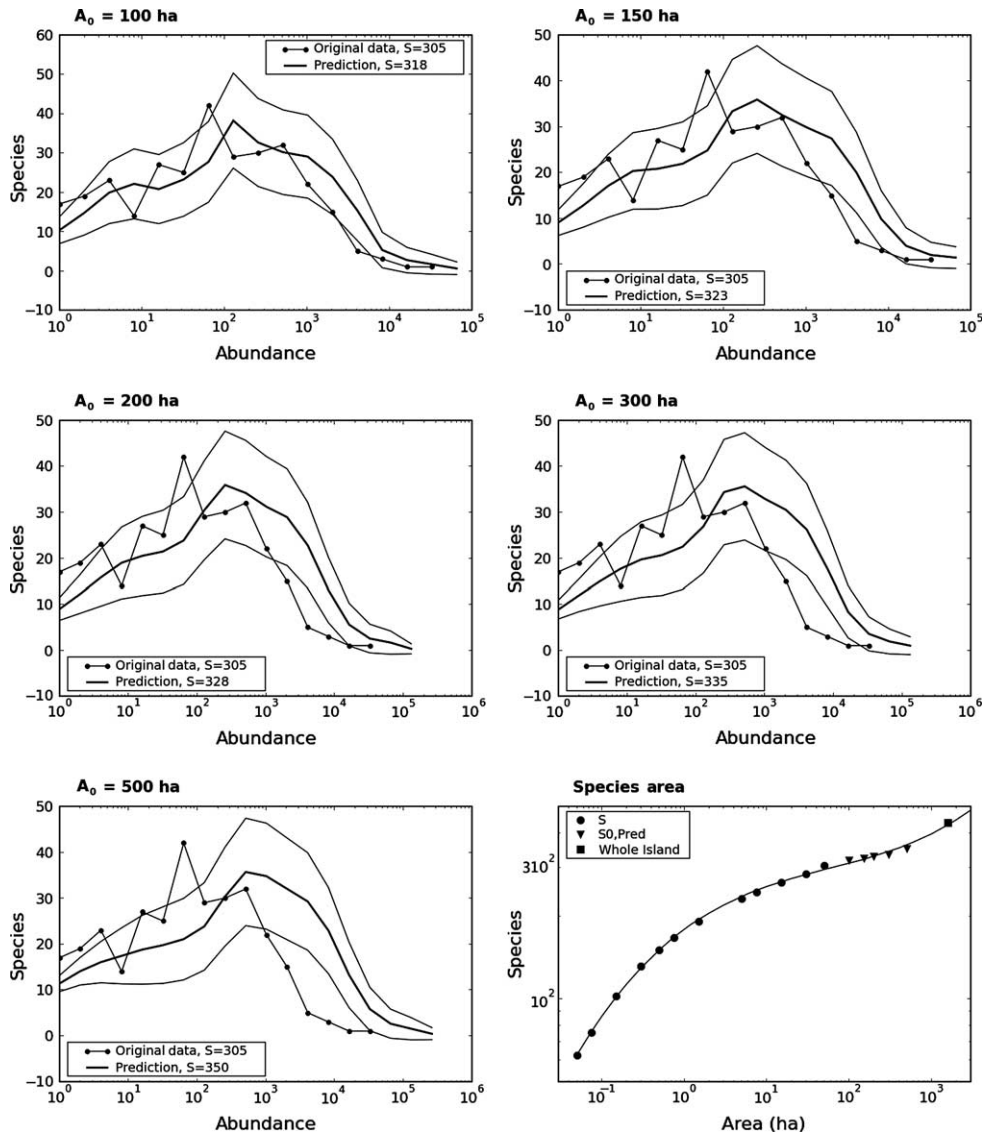 A₀ = 100 ha
60
50
40
30
20
10
0
−10
Species
10⁰ 10¹ 10² 10³ 10⁴ 10⁵
Abundance
Original data, S=305
Prediction, S=318
A₀ = 150 ha
50
40
30
20
10
0
−10
Species
10⁰ 10¹ 10² 10³ 10⁴ 10⁵
Abundance
Original data, S=305
Prediction, S=323
A₀ = 200 ha
50
40
30
20
10
0
−10
Species
10⁰ 10¹ 10² 10³ 10⁴ 10⁵ 10⁶
Abundance
Original data, S=305
Prediction, S=328
A₀ = 300 ha
50
40
30
20
10
0
−10
Species
10⁰ 10¹ 10² 10³ 10⁴ 10⁵ 10⁶
Abundance
Original data, S=305
Prediction, S=335
A₀ = 500 ha
50
40
30
20
10
0
−10
Species
10⁰ 10¹ 10² 10³ 10⁴ 10⁵ 10⁶
Abundance
Original data, S=305
Prediction, S=350
Species area
S
S0,Pred
Whole Island
310²
10²
Species
10⁻¹ 10⁰ 10¹ 10² 10³
Area (ha)